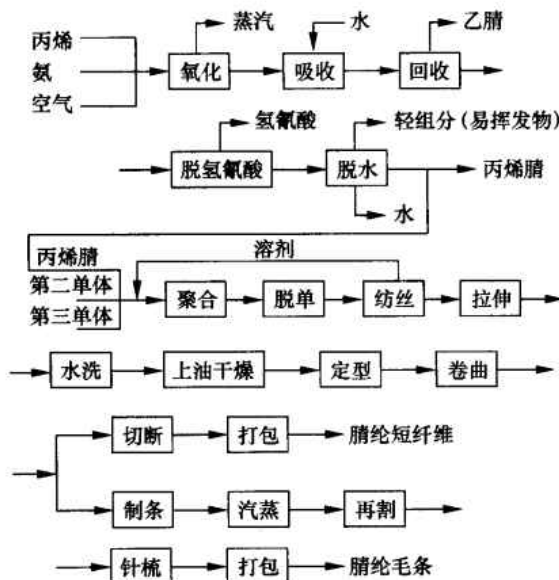 蒸汽 水 乙腈
丙烯
氨 氧化 吸收 回收
空气
氢氰酸 轻组分(易挥发物)
脱氢氰酸 脱水 丙烯腈
水
丙烯腈 溶剂
第二单体 聚合 脱单 纺丝 拉伸
第三单体
水洗 上油干燥 定型 卷曲
切断 打包 腈纶短纤维
制条 汽蒸 再割
针梳 打包 腈纶毛条